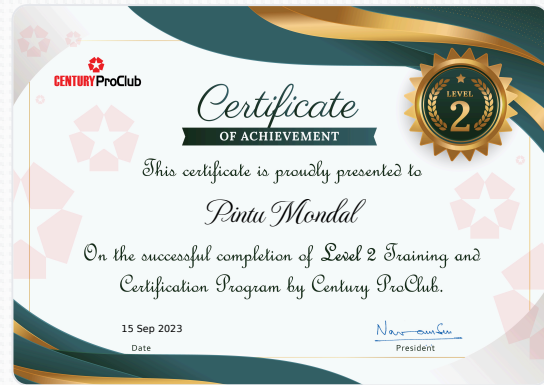 CENTURY ProClub
LEVEL
2
Certificate
OF ACHIEVEMENT
This certificate is proudly presented to
Pintu Mondal
On the successful completion of Level 2 Training and
Certification Program by Century ProClub.
15 Sep 2023
Date
President